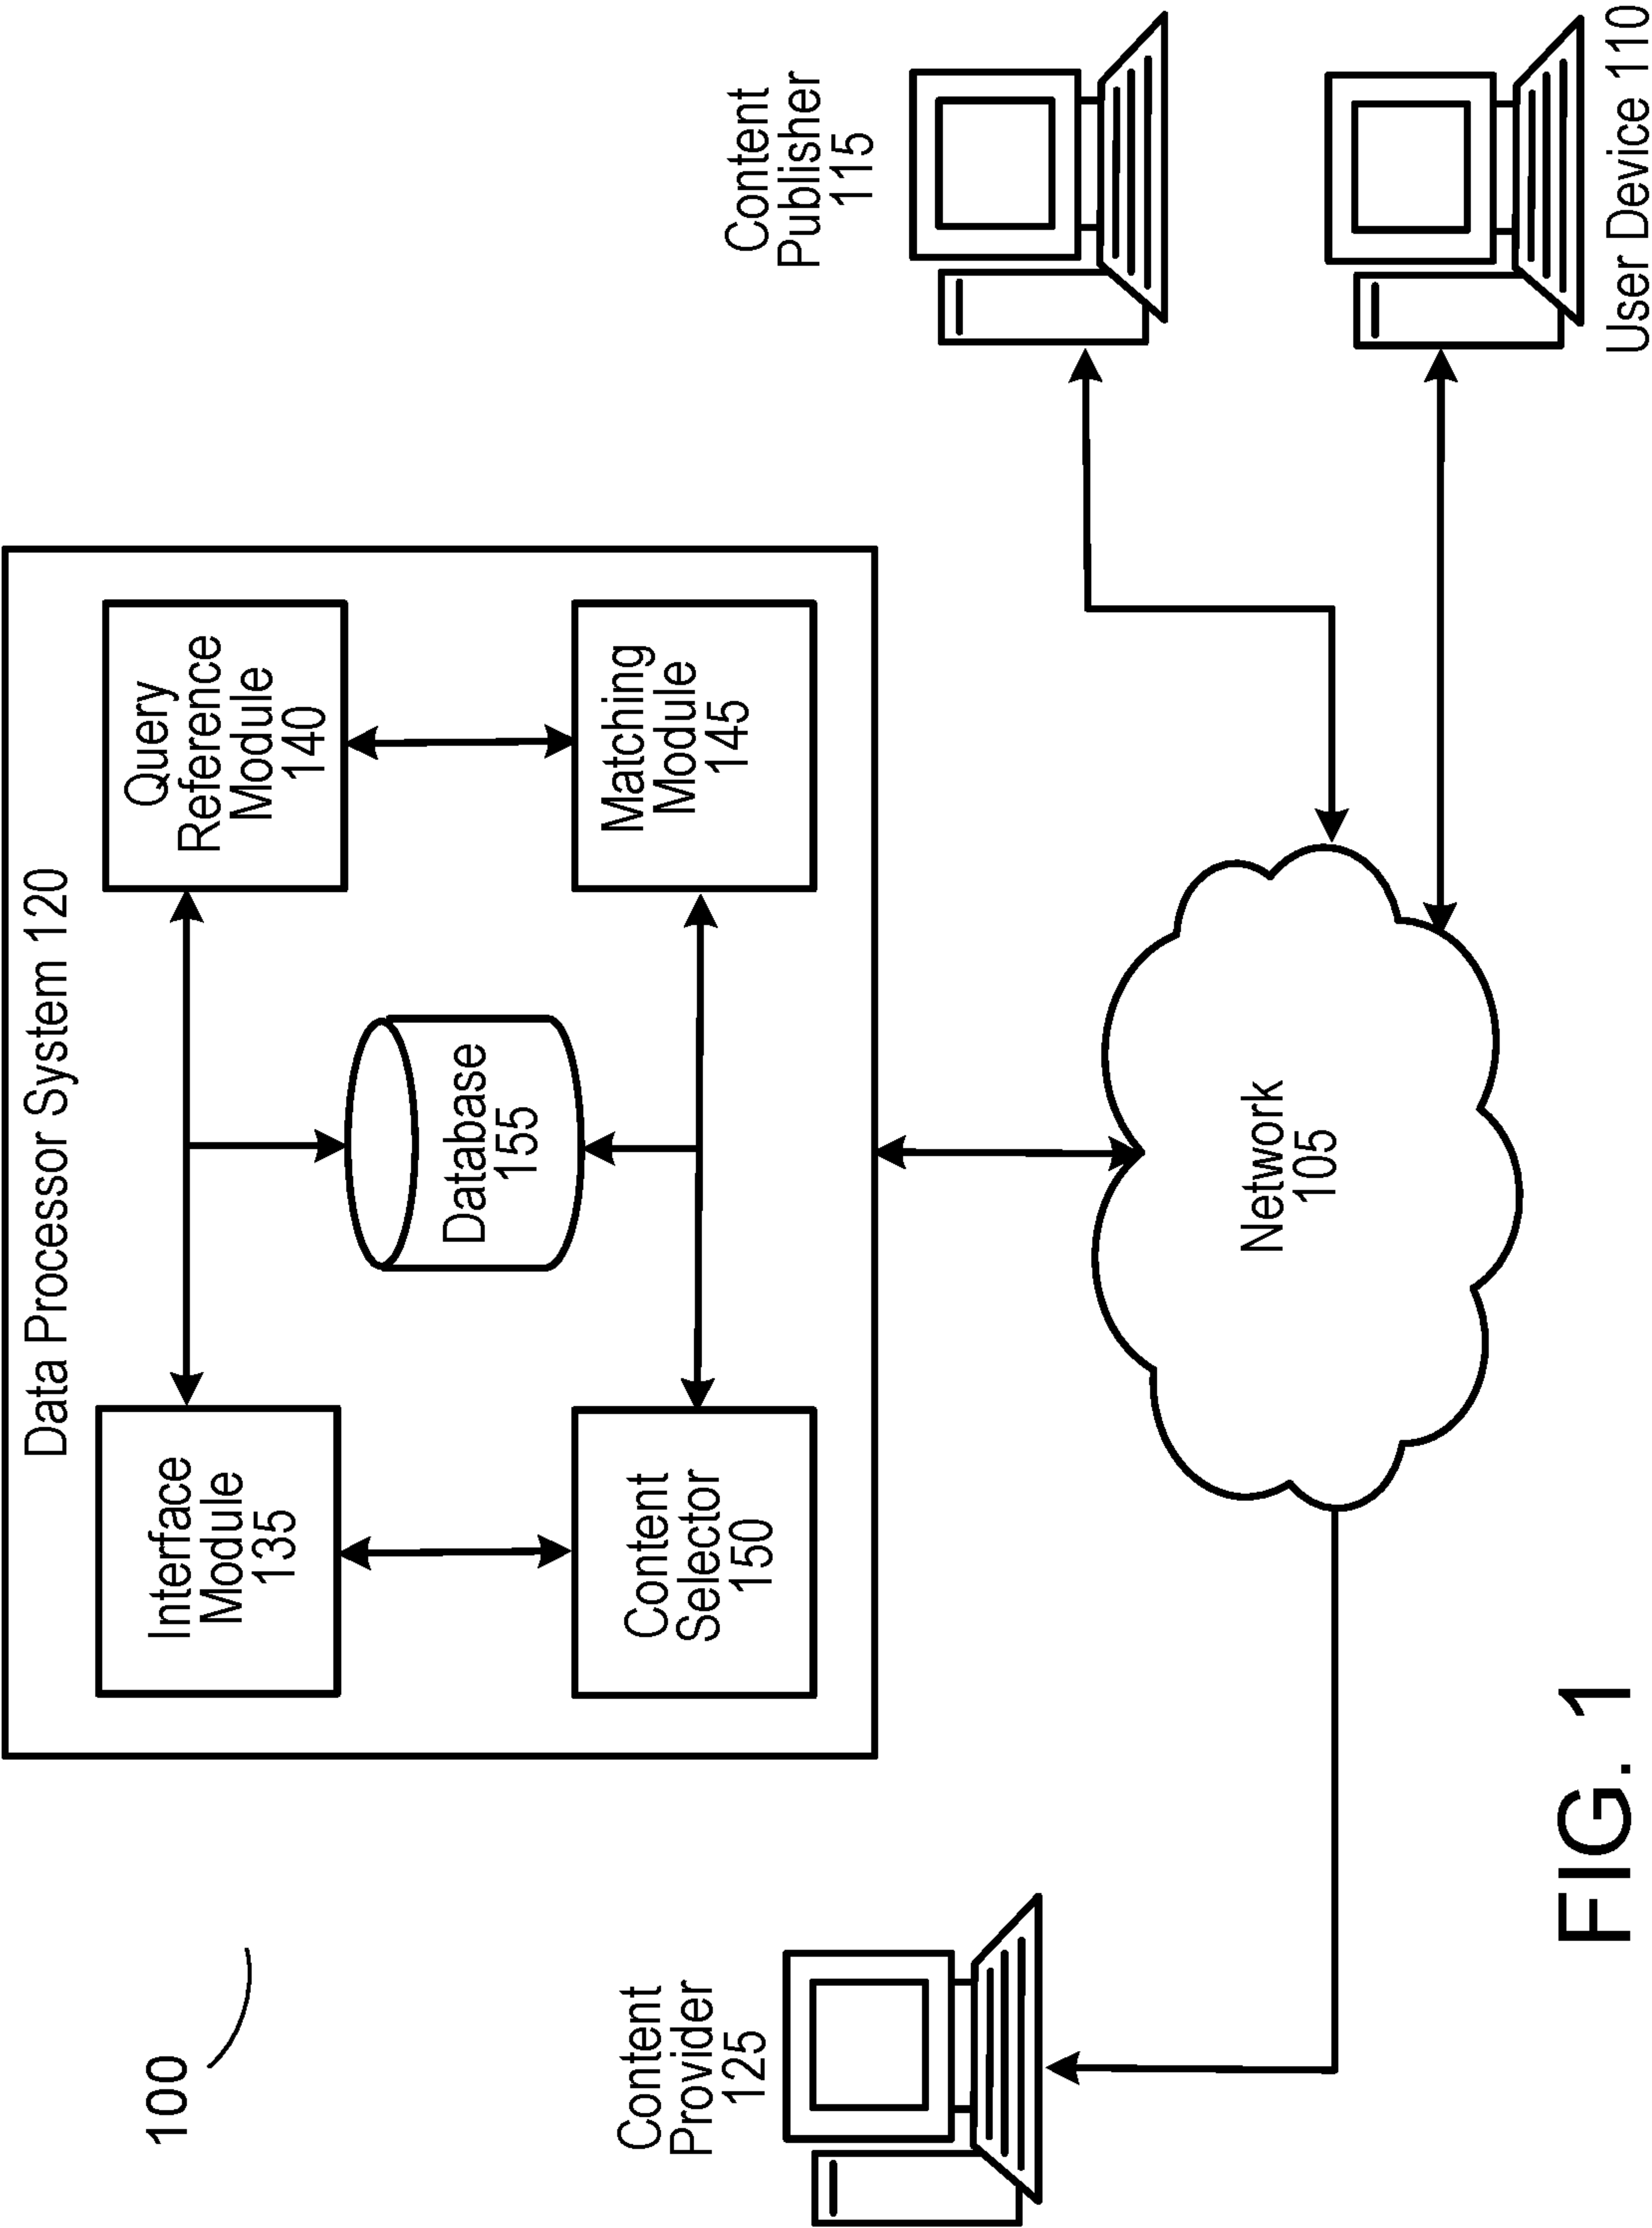 100
Data Processor System 120
Interface
Module
135
Query
Reference
Module
140
Database
155
Content
Selector
150
Matching
Module
145
Content
Provider
125
Content
Publisher
115
Network
105
User Device 110
FIG. 1